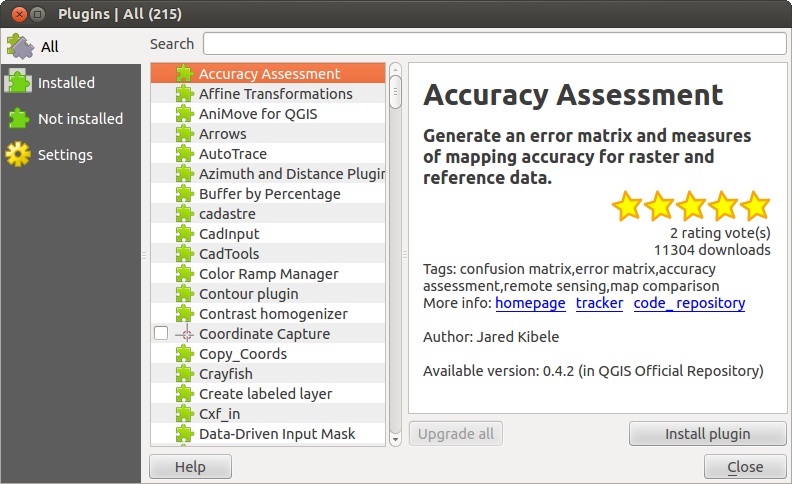 Plugins | All (215)
All
Installed
Not installed
Settings
Search
Accuracy Assessment
Affine Transformations
AniMove for QGIS
Arrows
AutoTrace
Azimuth and Distance Plugin
Buffer by Percentage
cadastre
CadInput
CadTools
Color Ramp Manager
Contour plugin
Contrast homogenizer
Coordinate Capture
Copy_Coords
Crayfish
Create labeled layer
Cxf_in
Data-Driven Input Mask
Accuracy Assessment
Generate an error matrix and measures
of mapping accuracy for raster and
reference data.
2 rating vote(s)
11304 downloads
Tags: confusion matrix,error matrix,accuracy
assessment,remote sensing,map comparison
More info: homepage tracker code_ repository
Author: Jared Kibele
Available version: 0.4.2 (in QGIS Official Repository)
Upgrade all
Install plugin
Help
Close